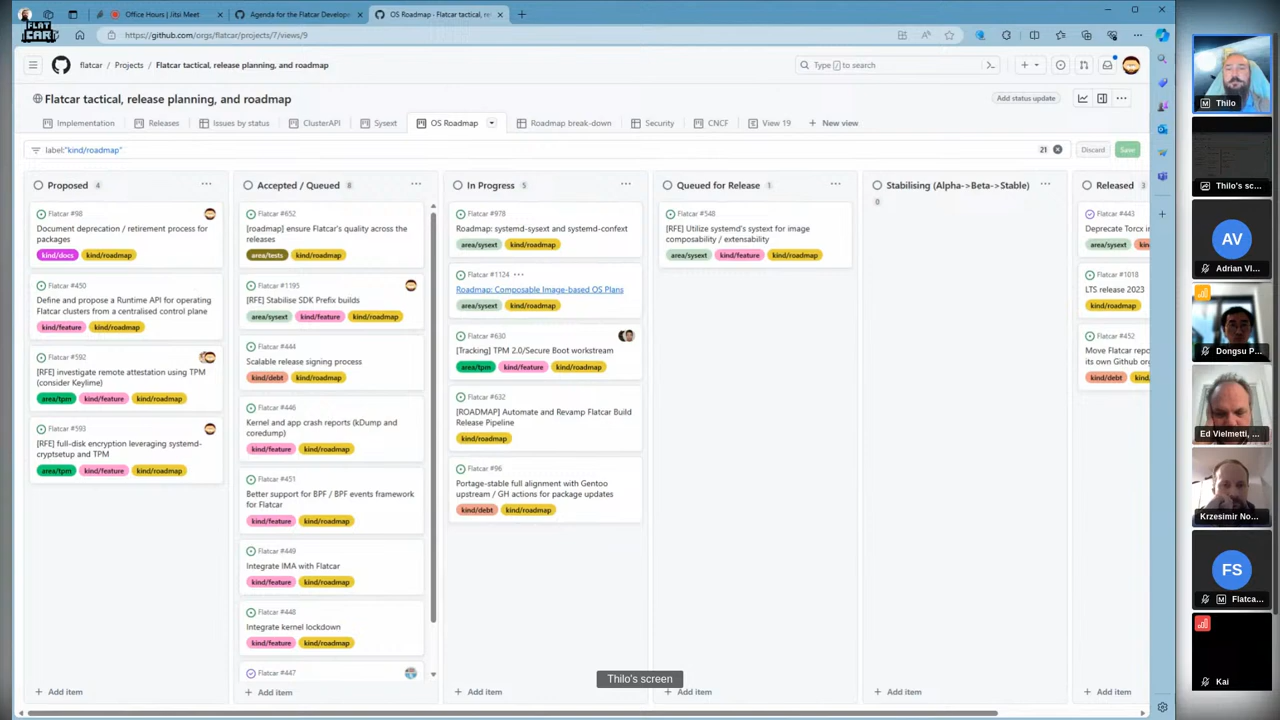 Office Hours | Jitsi Meet
Agenda for the Flatcar Develope
OS Roadmap - Flatcar tactical, re
FLAT
CAR
https://github.com/orgs/flatcar/projects/7/views/9
flatcar / Projects / Flatcar tactical, release planning, and roadmap
Type / to search
Flatcar tactical, release planning, and roadmap
Add status update
Implementation
Releases
Issues by status
ClusterAPI
Sysext
OS Roadmap
Roadmap break-down
Security
CNCF
View 19
New view
label:"kind/roadmap"
21
Discard
Save
Proposed 4
Flatcar #98
Document deprecation / retirement process for
packages
kind/docs kind/roadmap
Flatcar #450
Define and propose a Runtime API for operating
Flatcar clusters from a centralised control plane
kind/feature kind/roadmap
Flatcar #592
[RFE] investigate remote attestation using TPM
(consider Keylime)
area/tpm kind/feature kind/roadmap
Flatcar #593
[RFE] full-disk encryption leveraging systemd-
cryptsetup and TPM
area/tpm kind/feature kind/roadmap
Add item
Accepted / Queued 8
Flatcar #652
[roadmap] ensure Flatcar's quality across the
releases
area/tests kind/roadmap
Flatcar #1195
[RFE] Stabilise SDK Prefix builds
area/sysext kind/feature kind/roadmap
Flatcar #444
Scalable release signing process
kind/debt kind/roadmap
Flatcar #446
Kernel and app crash reports (kDump and
coredump)
kind/feature kind/roadmap
Flatcar #451
Better support for BPF / BPF events framework
for Flatcar
kind/feature kind/roadmap
Flatcar #449
Integrate IMA with Flatcar
kind/feature kind/roadmap
Flatcar #448
Integrate kernel lockdown
kind/feature kind/roadmap
Flatcar #447
Add item
In Progress 5
Flatcar #978
Roadmap: systemd-sysext and systemd-confext
area/sysext kind/roadmap
Flatcar #1124
Roadmap: Composable Image-based OS Plans
area/sysext kind/roadmap
Flatcar #630
[Tracking] TPM 2.0/Secure Boot workstream
area/tpm kind/feature kind/roadmap
Flatcar #632
[ROADMAP] Automate and Revamp Flatcar Build
Release Pipeline
kind/roadmap
Flatcar #96
Portage-stable full alignment with Gentoo
upstream / GH actions for package updates
kind/debt kind/roadmap
Add item
Queued for Release 1
Flatcar #548
[RFE] Utilize systemd's systext for image
composability / extensability
area/sysext kind/feature kind/roadmap
Add item
Stabilising (Alpha->Beta->Stable)
0
Add item
Released 3
Flatcar #443
Deprecate Torcx i
area/sysext kin
Flatcar #1018
LTS release 2023
kind/roadmap
Flatcar #452
Move Flatcar repo
its own Github or
kind/debt kind
Add item
Thilo's screen
M Thilo
Thilo's sc...
AV
Adrian Vl...
Dongsu P...
Ed Vielmetti, ...
Krzesimir No...
FS
M Flatca...
Kai